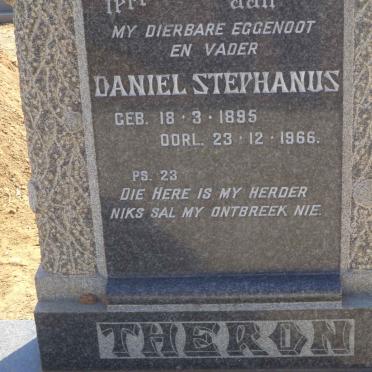 aan
MY DIERBARE EGGENOOT
EN VADER
DANIEL STEPHANUS
GEB. 18·3·1895
OORL. 23·12·1966.
PS. 23
DIE HERE IS MY HERDER
NIKS SAL MY ONTBREEK NIE.
THERON